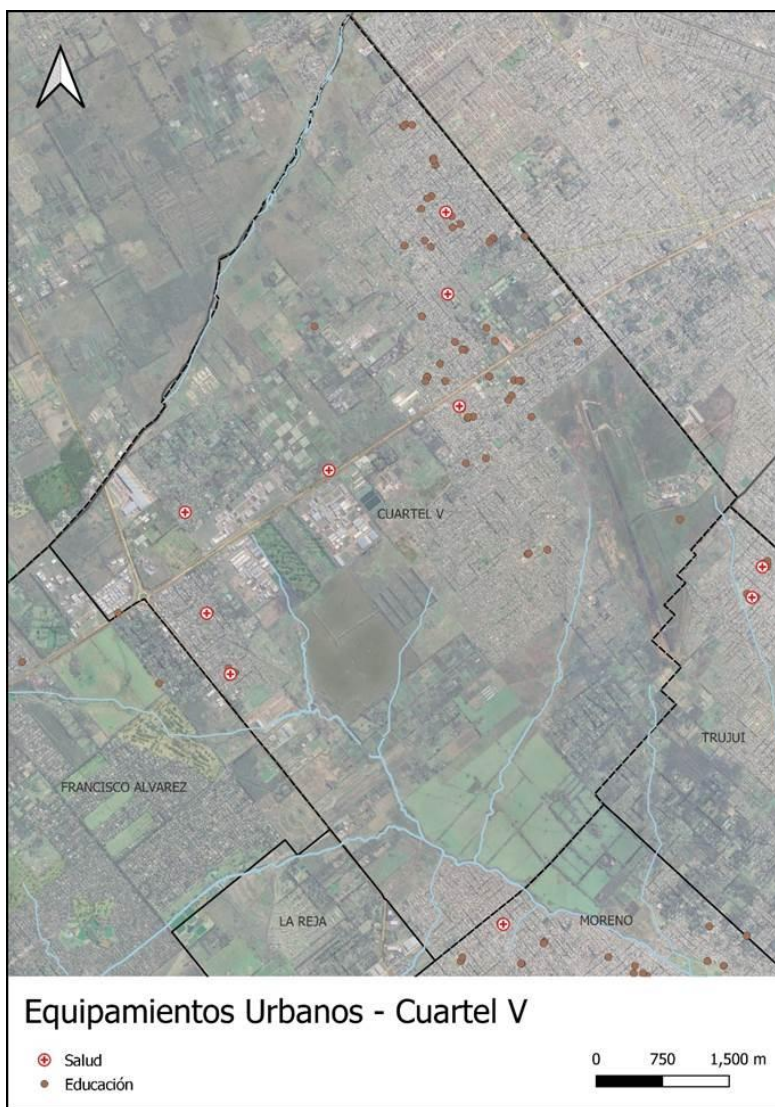 CUARTEL V
TRUJUI
FRANCISCO ALVAREZ
LA REJA
MORENO
Equipamientos Urbanos - Cuartel V
Salud
Educación
0 750 1,500 m